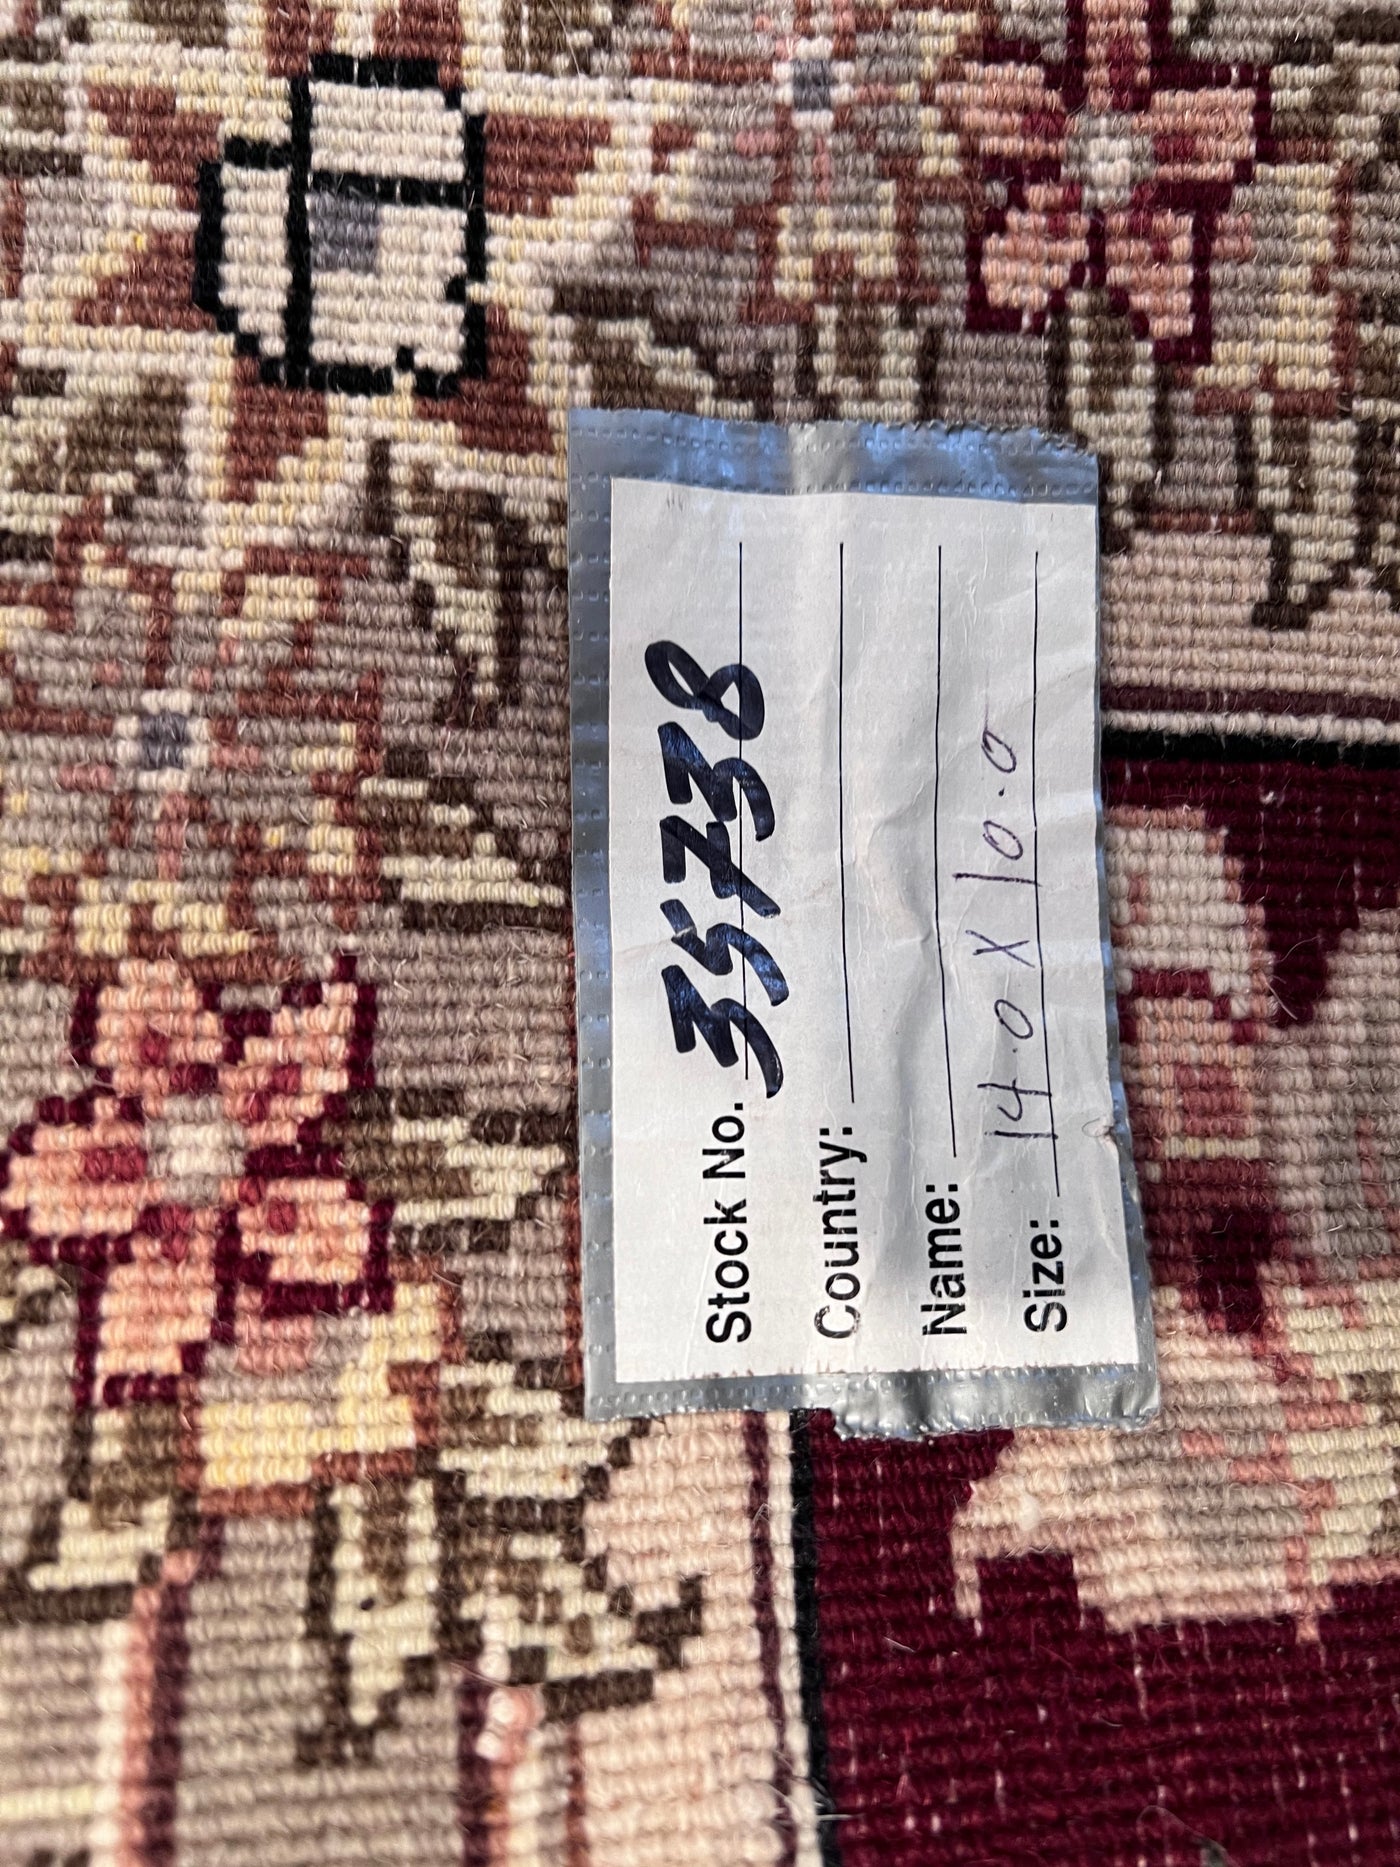 Stock No. 35738
Country:
Name:
Size: 14.0 X 10.0